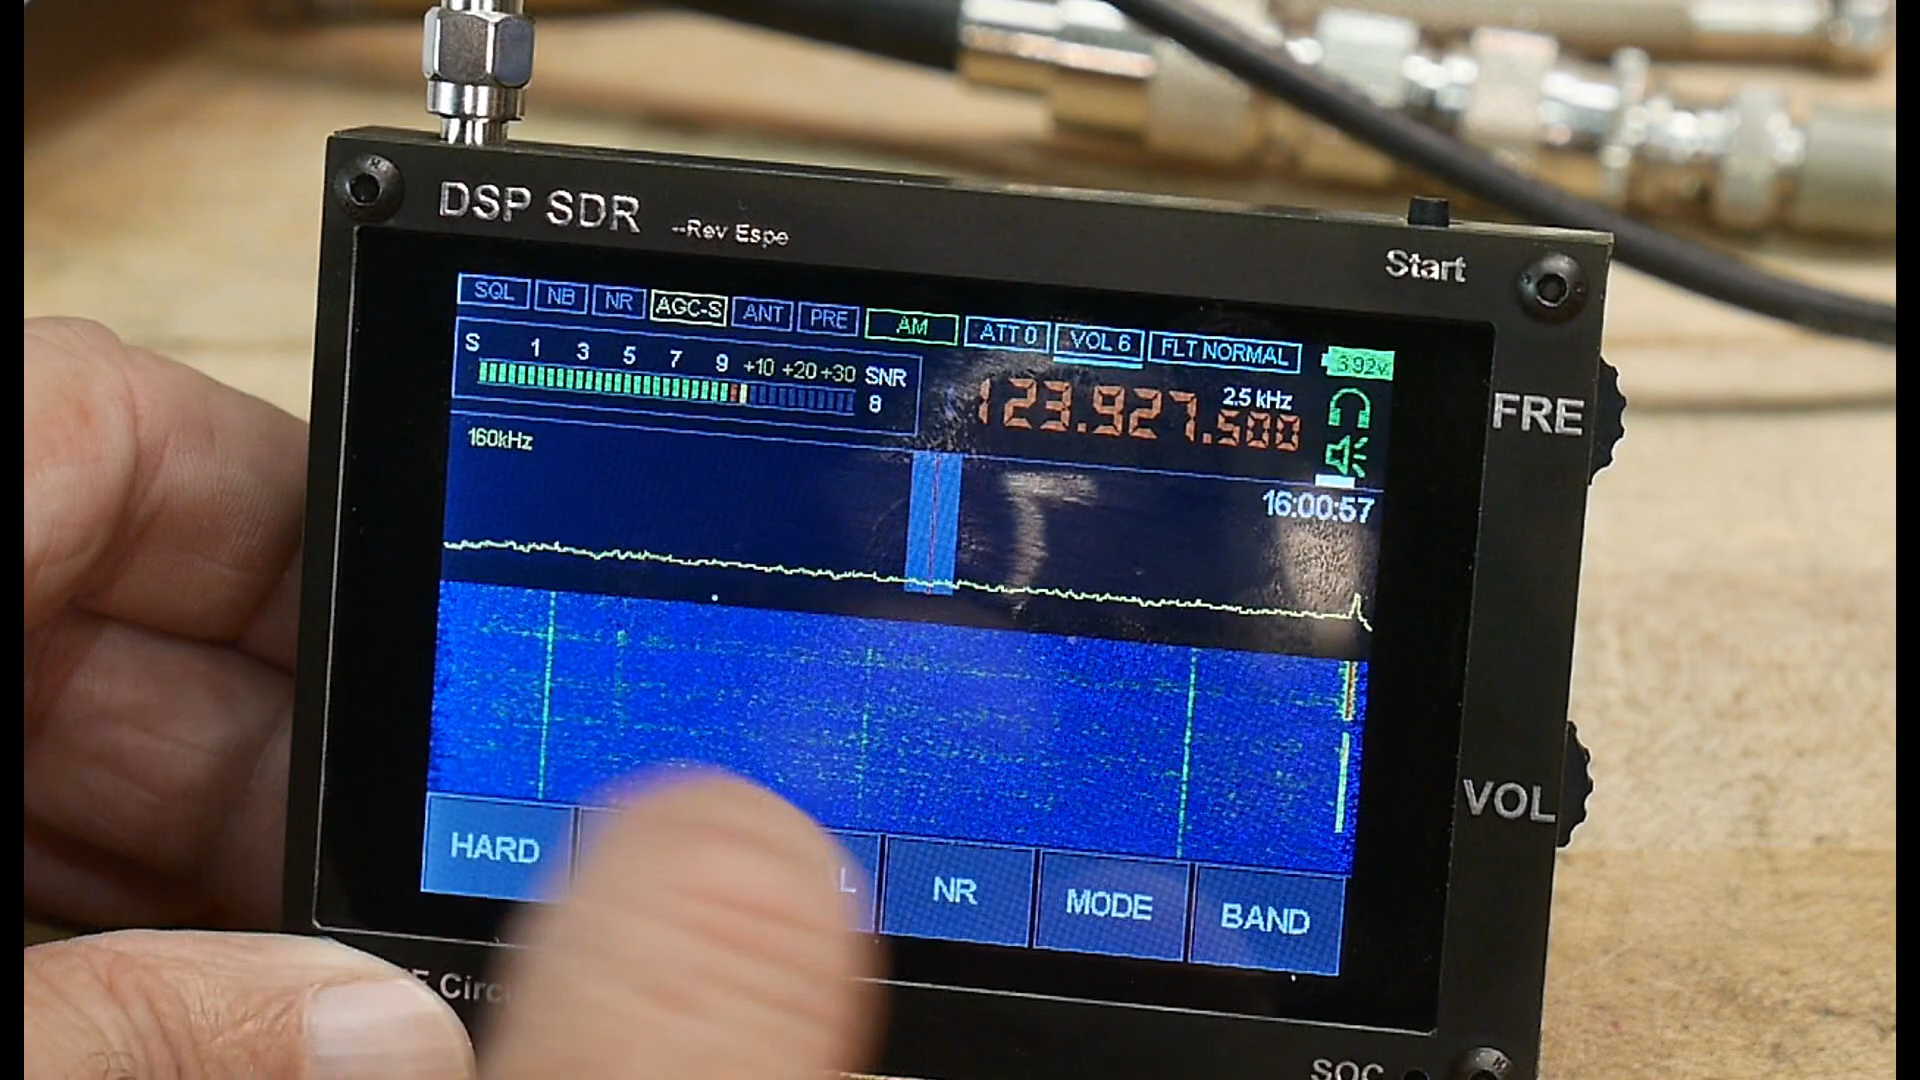 DSP SDR --Rev Espe
Start
SQL NB NR AGC-S ANT PRE AM ATT 0 VOL 6 FLT NORMAL 3.92v
S 1 3 5 7 9 +10 +20 +30 SNR
8
2.5 kHz
123.927.500
FRE
160kHz
16:00:57
VOL
HARD NR MODE BAND
SOC